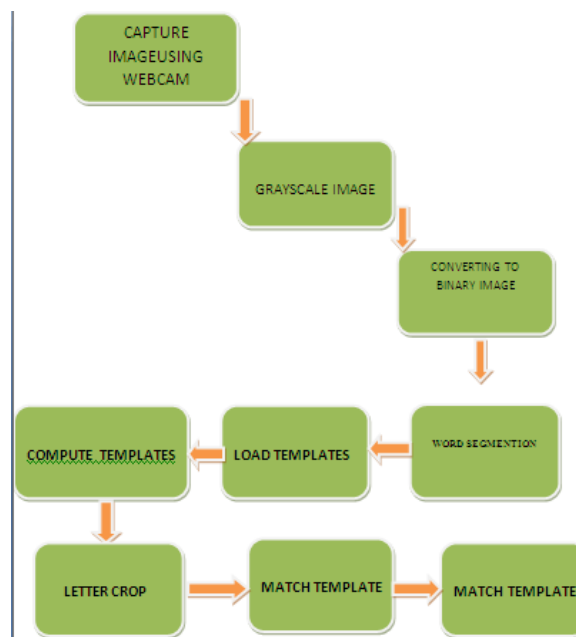 CAPTURE
IMAGEUSING
WEBCAM
GRAYSCALE IMAGE
CONVERTING TO
BINARY IMAGE
WORD SEGMENTION
LOAD TEMPLATES
COMPUTE TEMPLATES
LETTER CROP
MATCH TEMPLATE
MATCH TEMPLATE